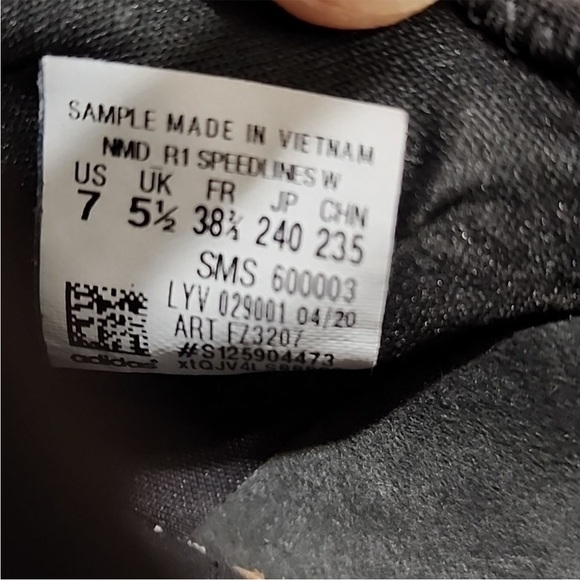 SAMPLE MADE IN VIETNAM
NMD_R1 SPEEDLINES W
US UK FR JP CHN
7 5½ 38⅔ 240 235
SMS 600003
LYV 029001 04/20
ART FZ3207
#S125904473
adidas